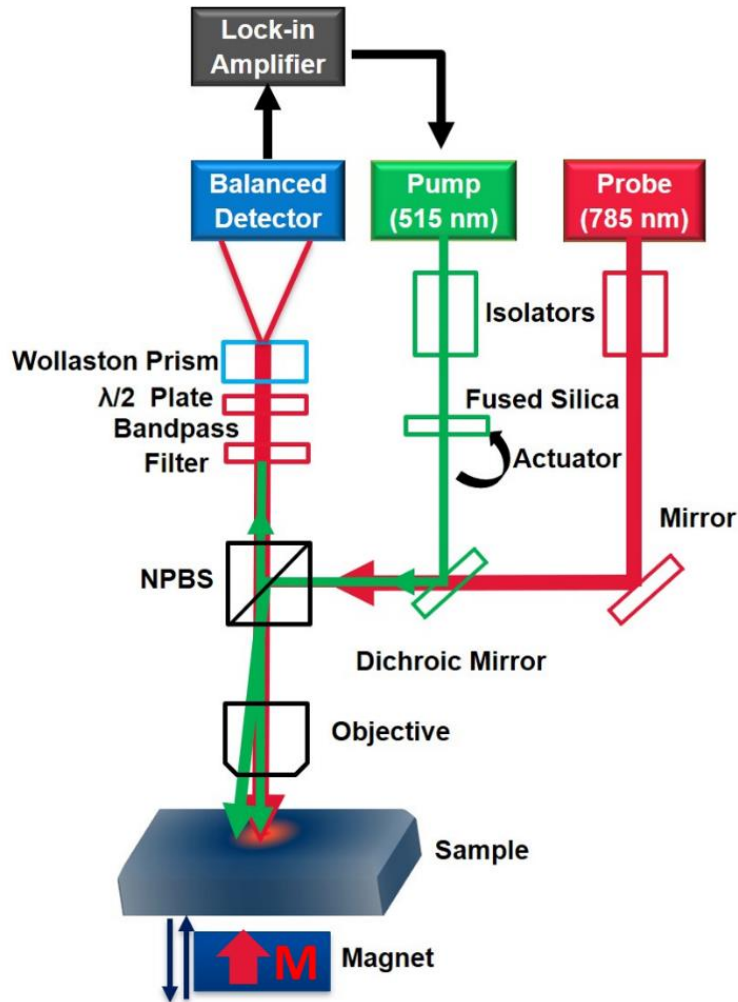 Lock-in
Amplifier
Balanced
Detector
Pump
(515 nm)
Probe
(785 nm)
Isolators
Wollaston Prism
λ/2 Plate
Bandpass
Filter
Fused Silica
Actuator
Mirror
NPBS
Dichroic Mirror
Objective
Sample
M
Magnet